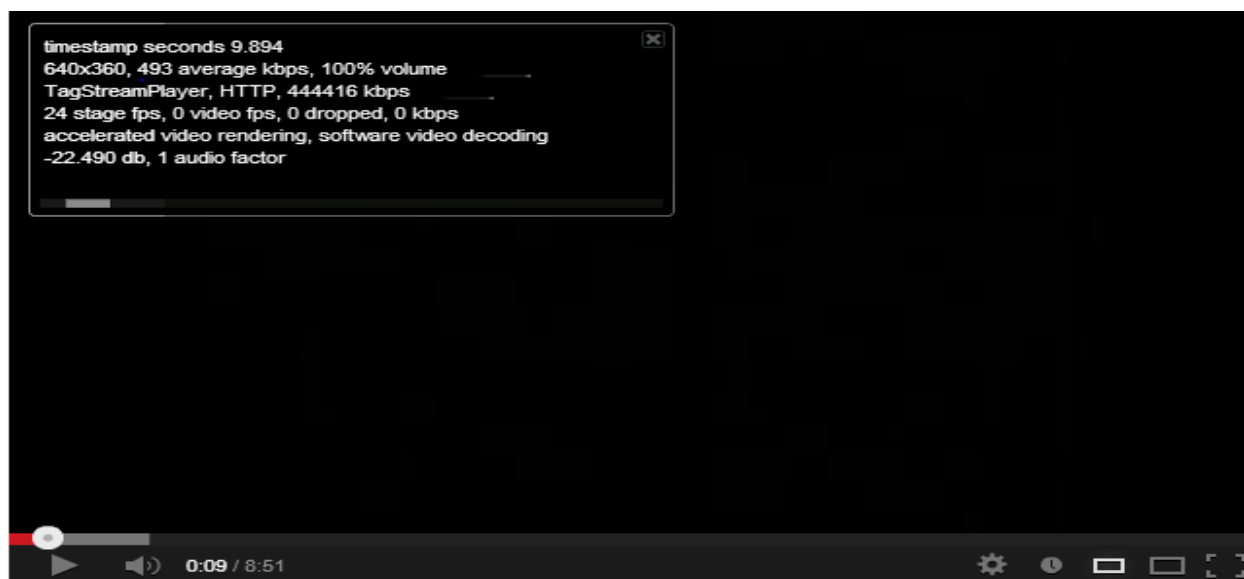 timestamp seconds 9.894
640x360, 493 average kbps, 100% volume
TagStreamPlayer, HTTP, 444416 kbps
24 stage fps, 0 video fps, 0 dropped, 0 kbps
accelerated video rendering, software video decoding
-22.490 db, 1 audio factor
0:09 / 8:51